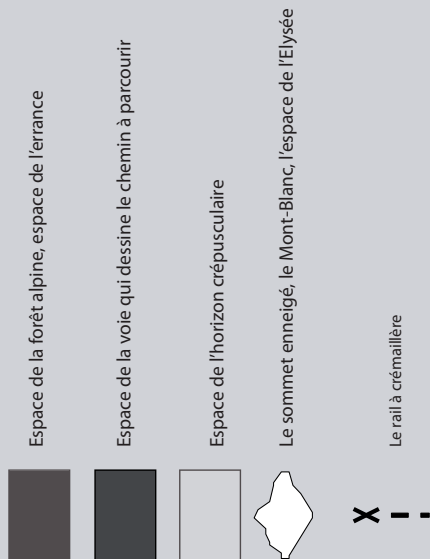 Espace de la forêt alpine, espace de l'errance
Espace de la voie qui dessine le chemin à parcourir
Espace de l'horizon crépusculaire
Le sommet enneigé, le Mont-Blanc, l'espace de l'Elysée
Le rail à crémaillère